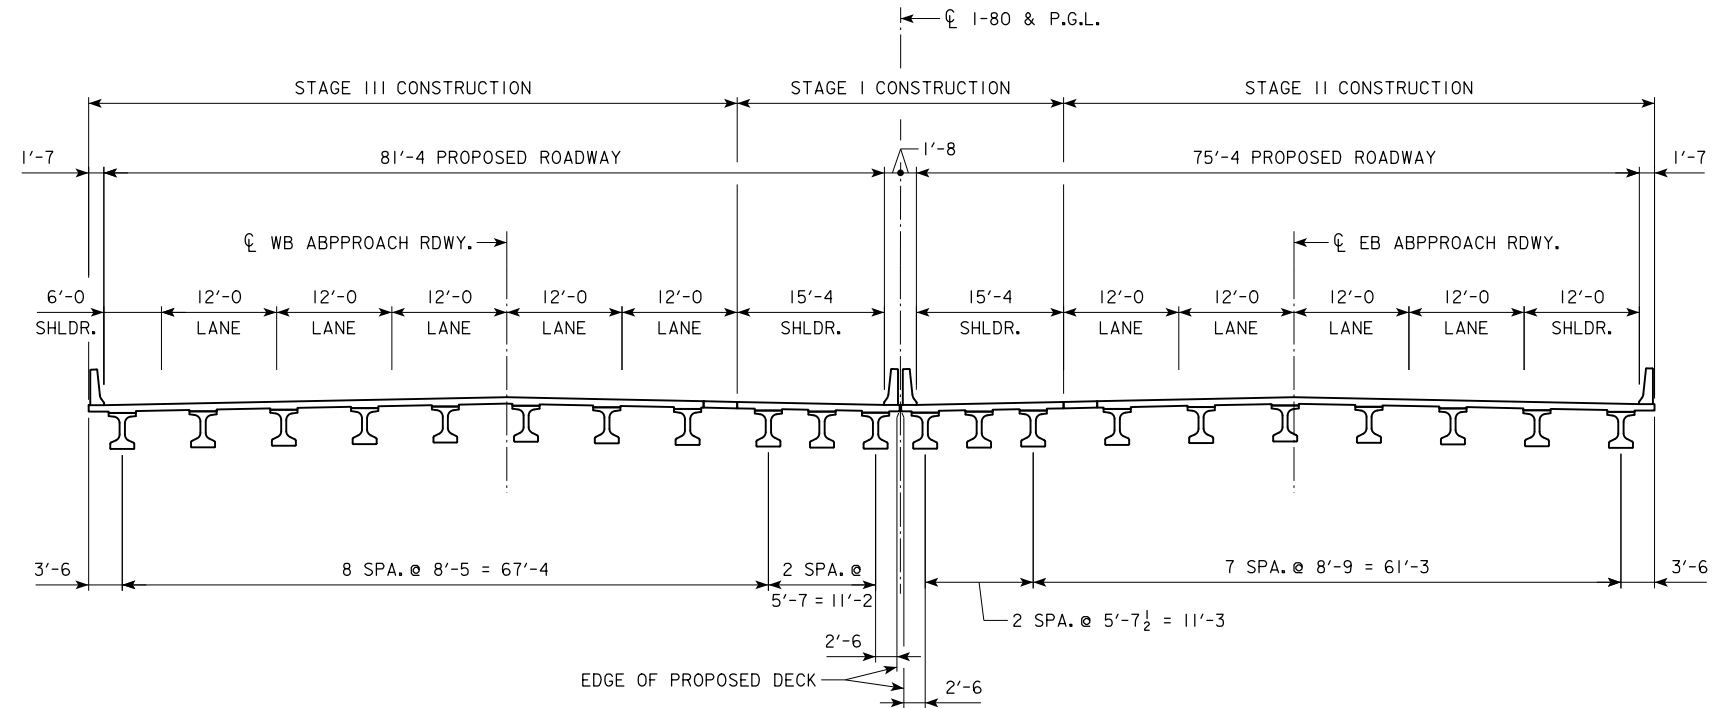 ℄ I-80 & P.G.L.
STAGE III CONSTRUCTION
STAGE I CONSTRUCTION
STAGE II CONSTRUCTION
1'-7
81'-4 PROPOSED ROADWAY
1'-8
75'-4 PROPOSED ROADWAY
1'-7
℄ WB ABPPROACH RDWY.
℄ EB ABPPROACH RDWY.
6'-0
SHLDR.
12'-0
LANE
12'-0
LANE
12'-0
LANE
12'-0
LANE
12'-0
LANE
15'-4
SHLDR.
15'-4
SHLDR.
12'-0
LANE
12'-0
LANE
12'-0
LANE
12'-0
LANE
12'-0
SHLDR.
3'-6
8 SPA. @ 8'-5 = 67'-4
2 SPA. @
5'-7 = 11'-2
7 SPA. @ 8'-9 = 61'-3
3'-6
2 SPA. @ 5'-7½ = 11'-3
2'-6
EDGE OF PROPOSED DECK
2'-6